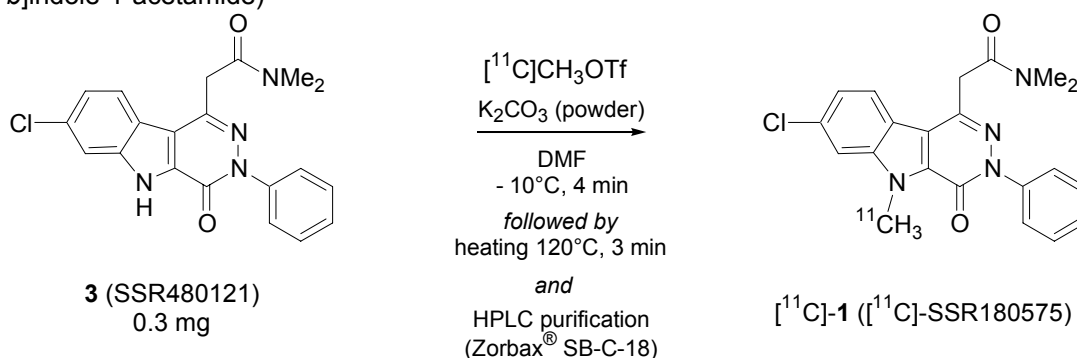 b]indole-1-acetamide)
O
NMe2
Cl
N
N
N
H
O
3 (SSR480121)
0.3 mg
[11C]CH3OTf
K2CO3 (powder)
DMF
- 10°C, 4 min
followed by
heating 120°C, 3 min
and
HPLC purification
(Zorbax® SB-C-18)
O
NMe2
Cl
N
N
N
11CH3
O
[11C]-1 ([11C]-SSR180575)